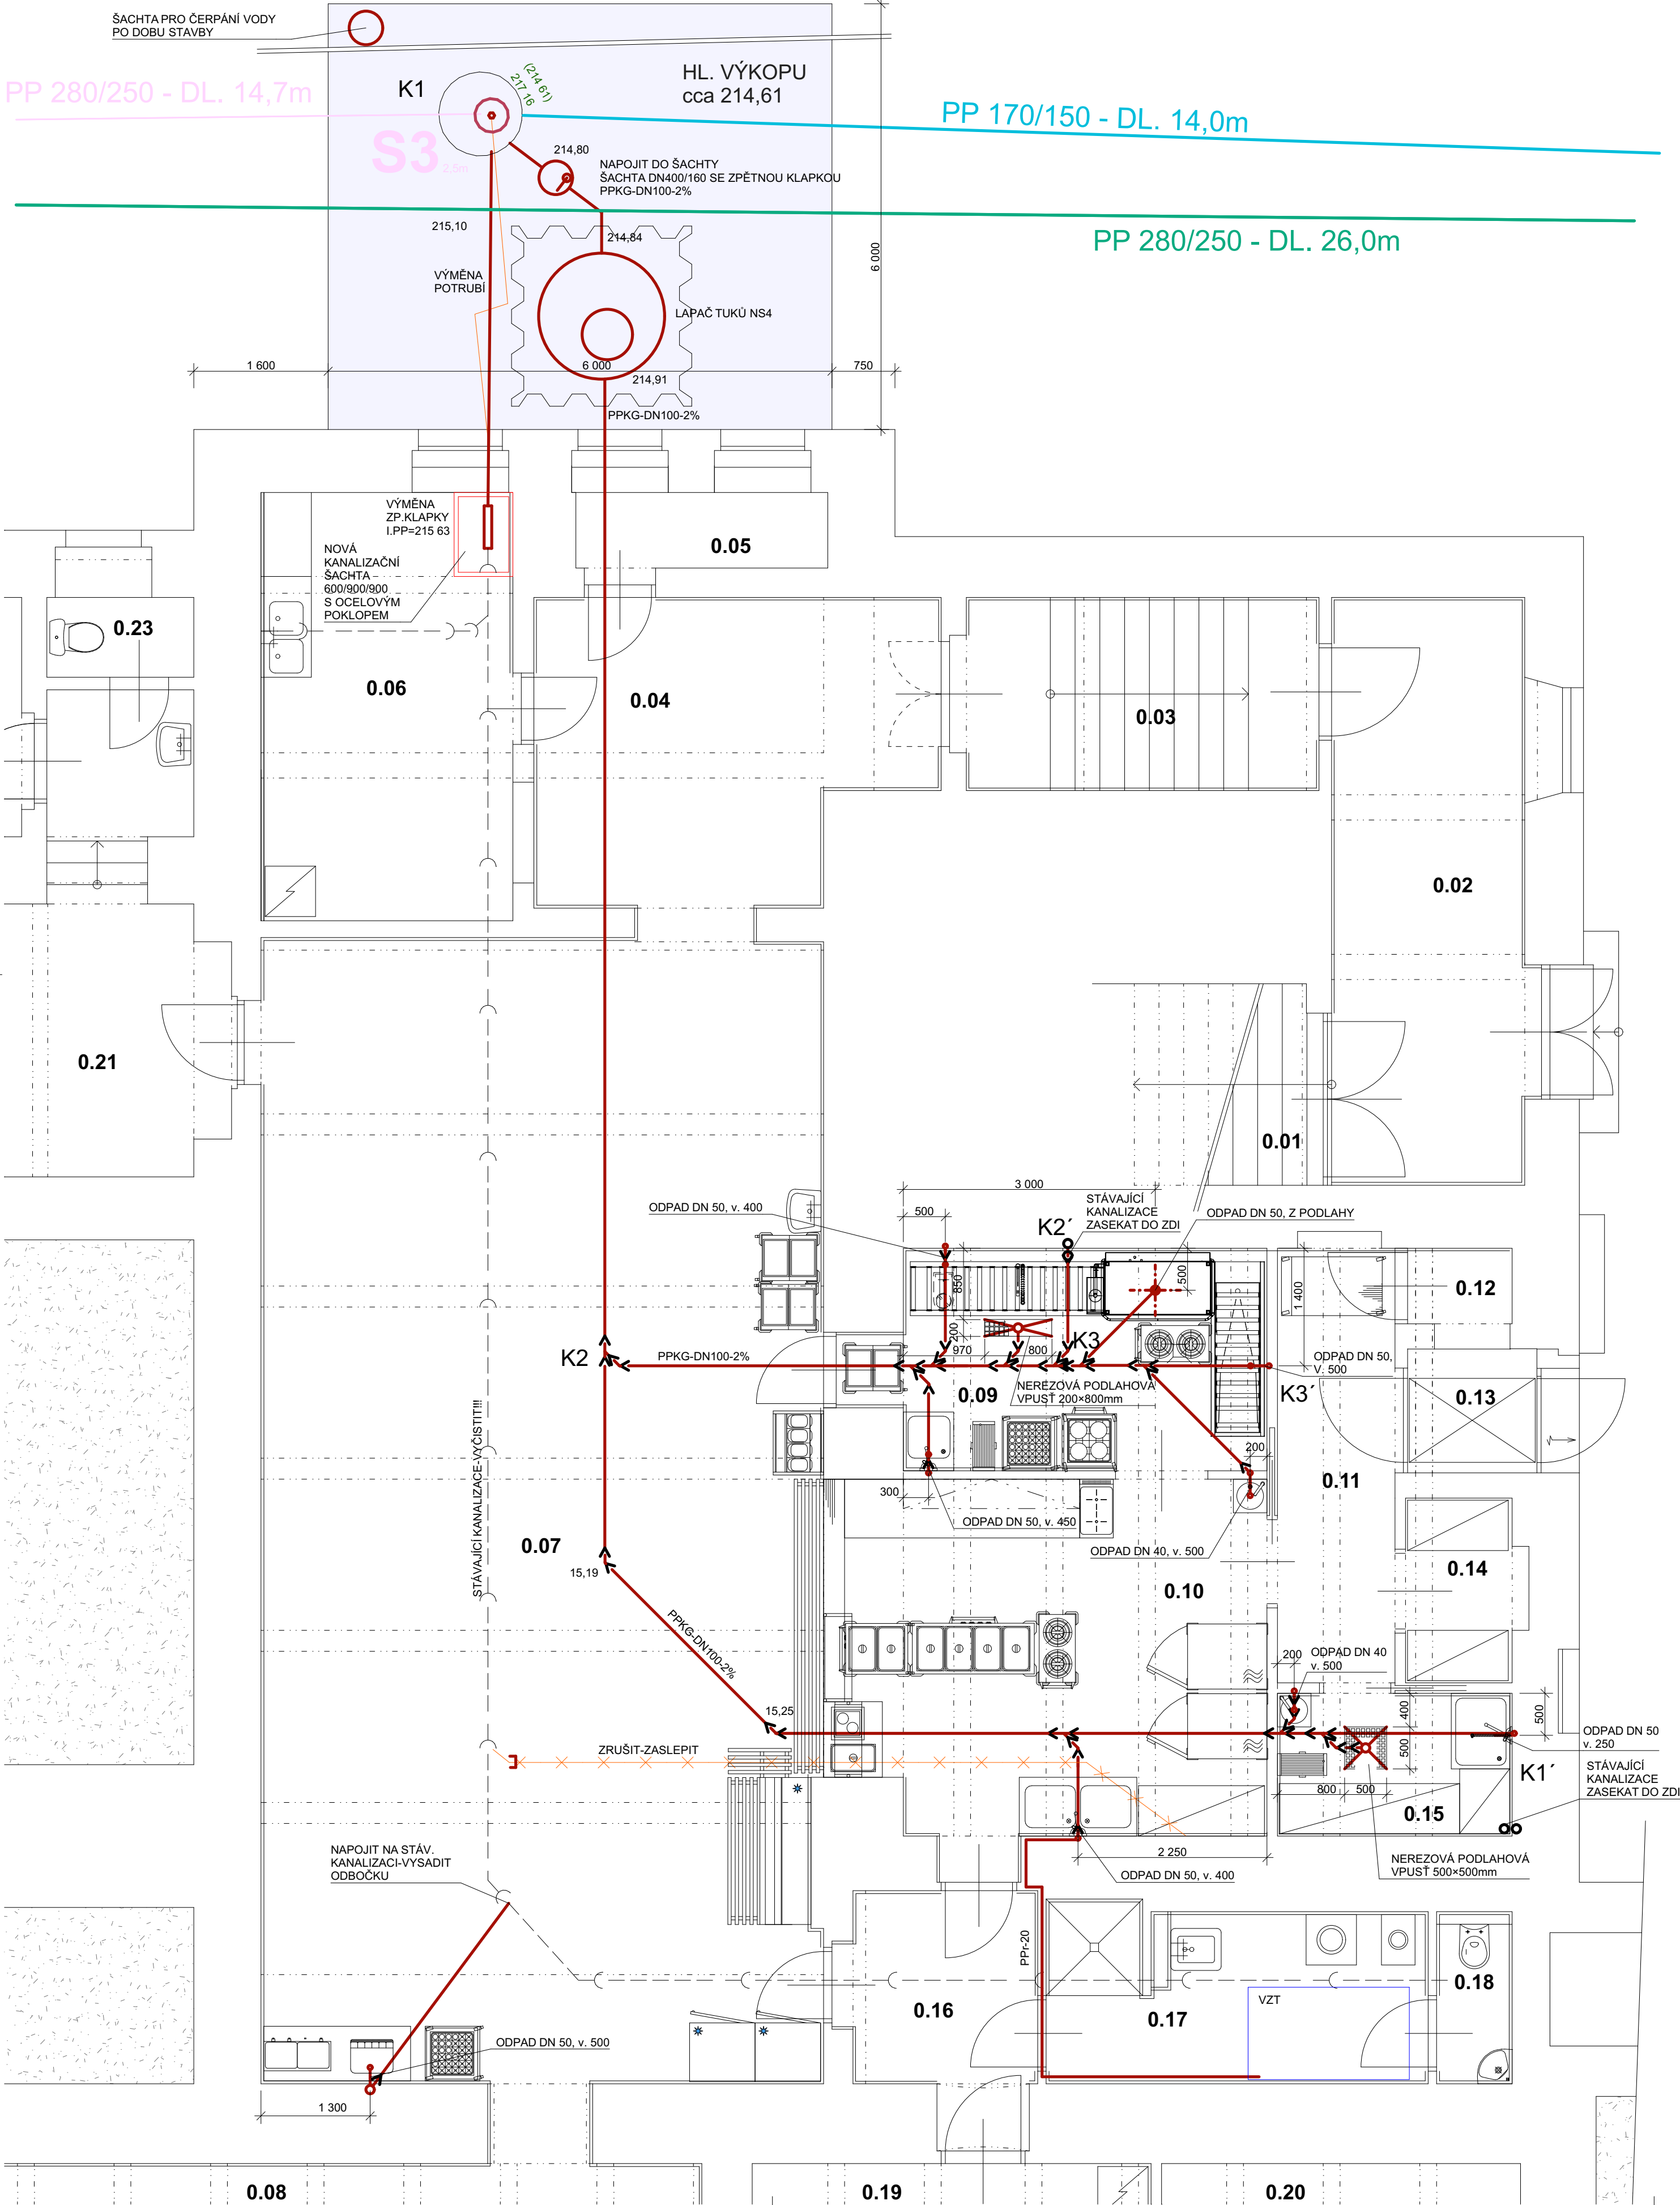 ŠACHTA PRO ČERPÁNÍ VODY
PO DOBU STAVBY
PP 280/250 - DL. 14,7m
K1
(214 61)
217 16
HL. VÝKOPU
cca 214,61
PP 170/150 - DL. 14,0m
S3
2,5m
214,80
NAPOJIT DO ŠACHTY
ŠACHTA DN400/160 SE ZPĚTNOU KLAPKOU
PPKG-DN100-2%
215,10
214,84
6 000
PP 280/250 - DL. 26,0m
VÝMĚNA
POTRUBÍ
LAPAČ TUKŮ NS4
1 600
6 000
750
214,91
PPKG-DN100-2%
VÝMĚNA
ZP.KLAPKY
I.PP=215 63
NOVÁ
KANALIZAČNÍ
ŠACHTA
600/900/900
S OCELOVÝM
POKLOPEM
0.05
0.23
0.06
0.04
0.03
0.02
0.21
0.01
3 000
ODPAD DN 50, v. 400
500
STÁVAJÍCÍ
KANALIZACE
ZASEKAT DO ZDI
K2´
ODPAD DN 50, Z PODLAHY
850
500
1 400
0.12
200
K2
PPKG-DN100-2%
970
800
K3
ODPAD DN 50,
v. 500
K3´
0.09
NEREZOVÁ PODLAHOVÁ
VPUSŤ 200×800mm
0.13
STÁVAJÍCÍ KANALIZACE-VYČISTIT!!!
200
0.11
300
ODPAD DN 50, v. 450
0.07
15,19
ODPAD DN 40, v. 500
0.14
0.10
PPKG-DN100-2%
200
ODPAD DN 40
v. 500
15,25
400
500
500
ODPAD DN 50
v. 250
ZRUŠIT-ZASLEPIT
K1´
STÁVAJÍCÍ
KANALIZACE
ZASEKAT DO ZDI
800
500
0.15
NAPOJIT NA STÁV.
KANALIZACI-VYSADIT
ODBOČKU
2 250
NEREZOVÁ PODLAHOVÁ
VPUSŤ 500×500mm
ODPAD DN 50, v. 400
PPr-20
0.18
VZT
0.16
0.17
ODPAD DN 50, v. 500
1 300
0.08
0.19
0.20